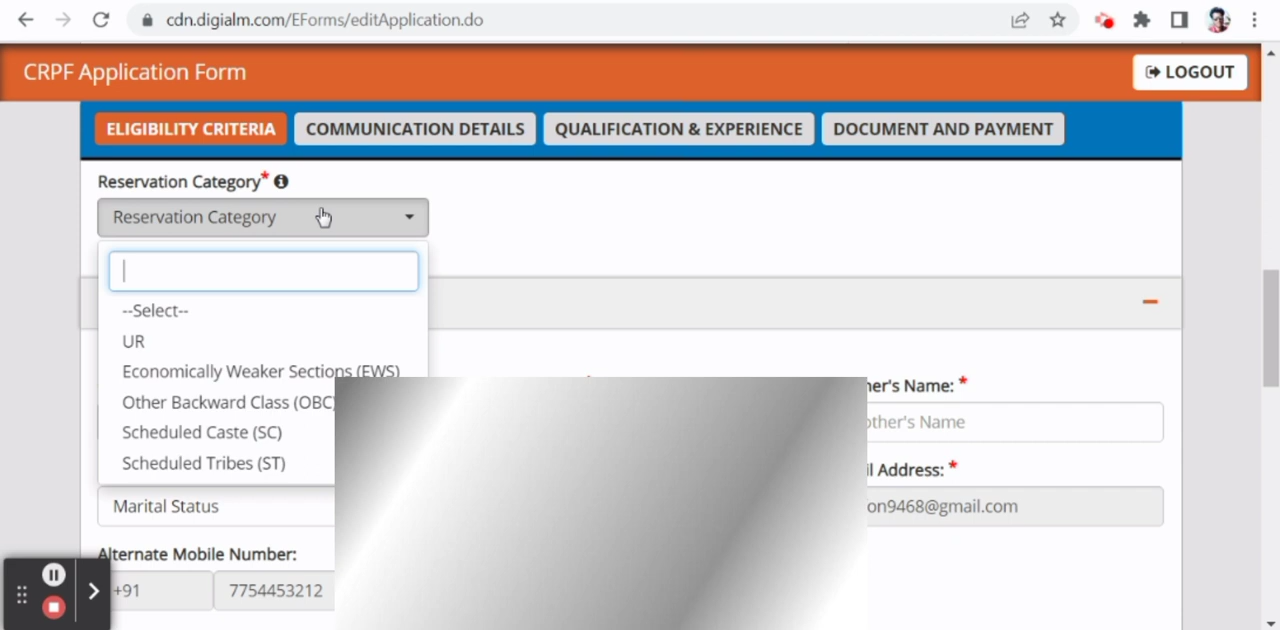 cdn.digialm.com/EForms/editApplication.do
CRPF Application Form
LOGOUT
ELIGIBILITY CRITERIA
COMMUNICATION DETAILS
QUALIFICATION & EXPERIENCE
DOCUMENT AND PAYMENT
Reservation Category*
Reservation Category
--Select--
UR
Economically Weaker Sections (EWS)
Other Backward Class (OBC)
Scheduled Caste (SC)
Scheduled Tribes (ST)
er's Name: *
other's Name
il Address: *
on9468@gmail.com
Marital Status
Alternate Mobile Number:
+91
7754453212